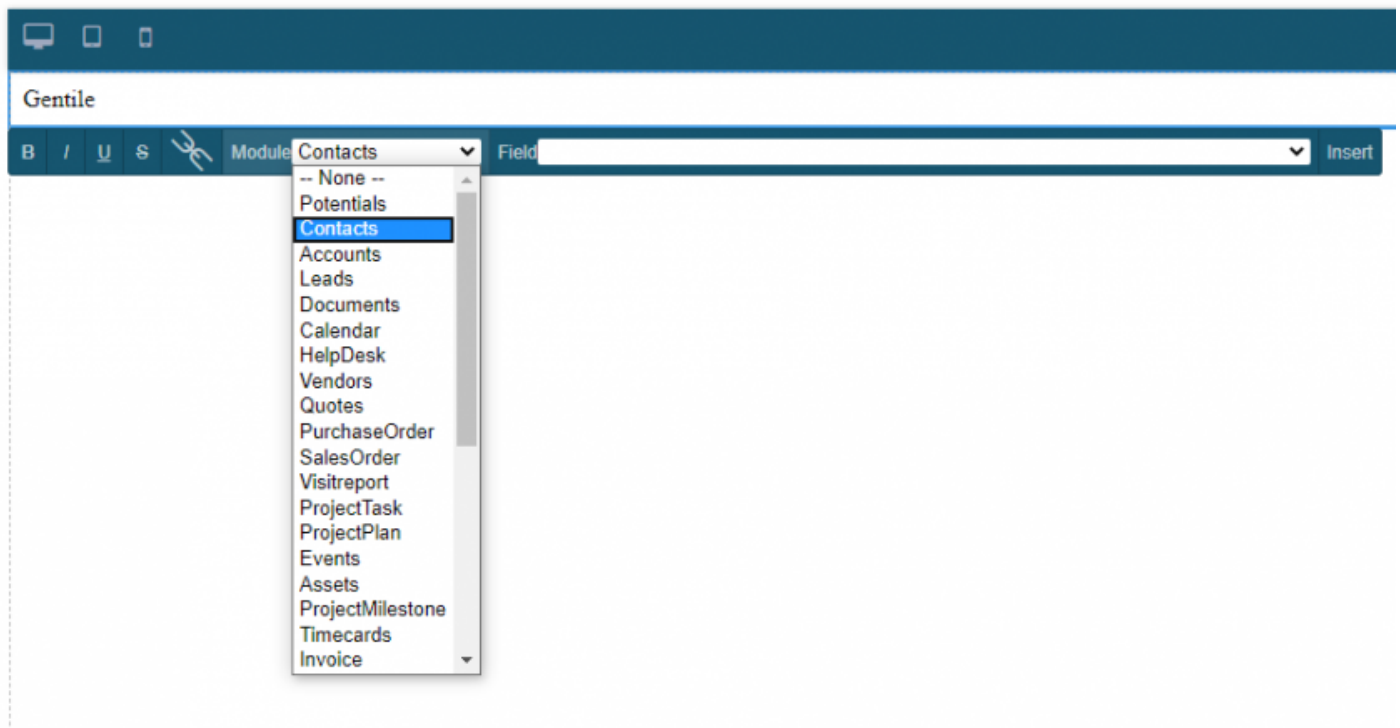 Gentile
B I U S Module Contacts Field Insert
-- None --
Potentials
Contacts
Accounts
Leads
Documents
Calendar
HelpDesk
Vendors
Quotes
PurchaseOrder
SalesOrder
Visitreport
ProjectTask
ProjectPlan
Events
Assets
ProjectMilestone
Timecards
Invoice